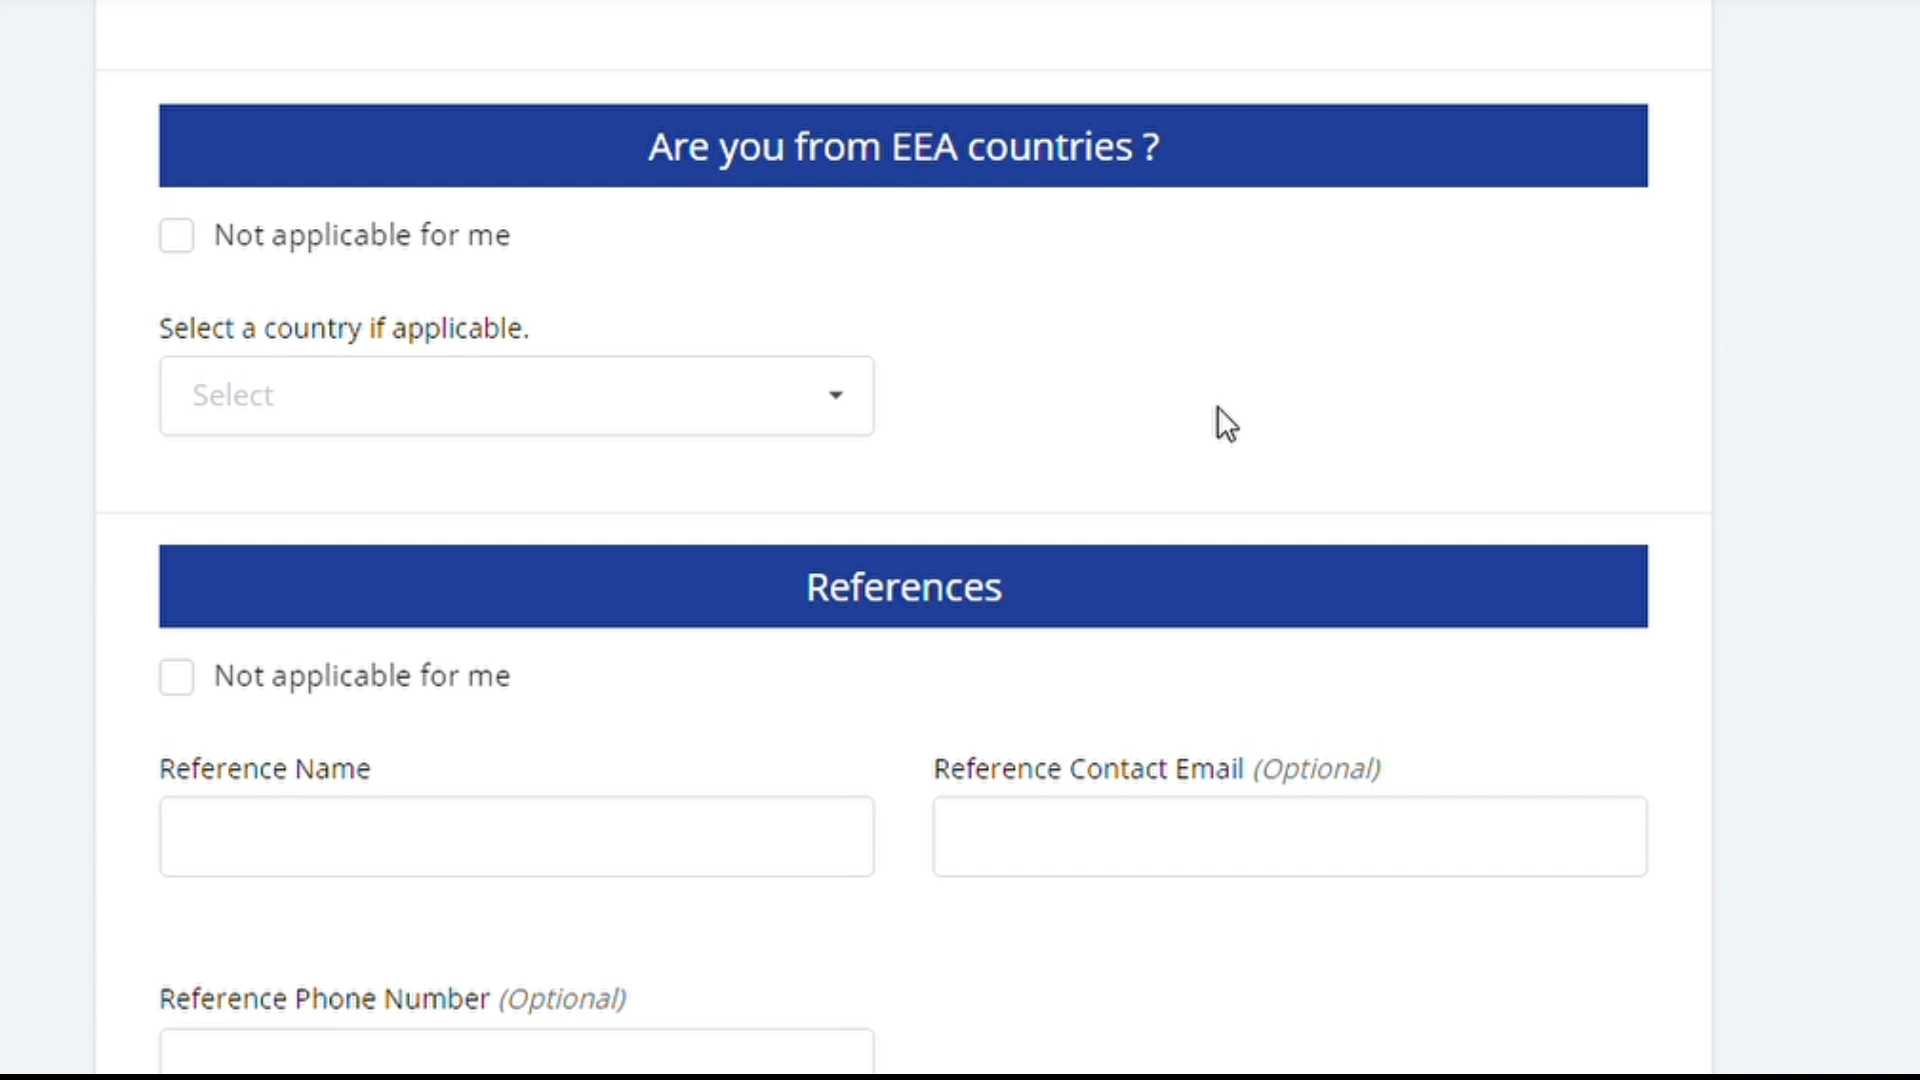 Are you from EEA countries ?
Not applicable for me
Select a country if applicable.
Select
References
Not applicable for me
Reference Name
Reference Contact Email (Optional)
Reference Phone Number (Optional)